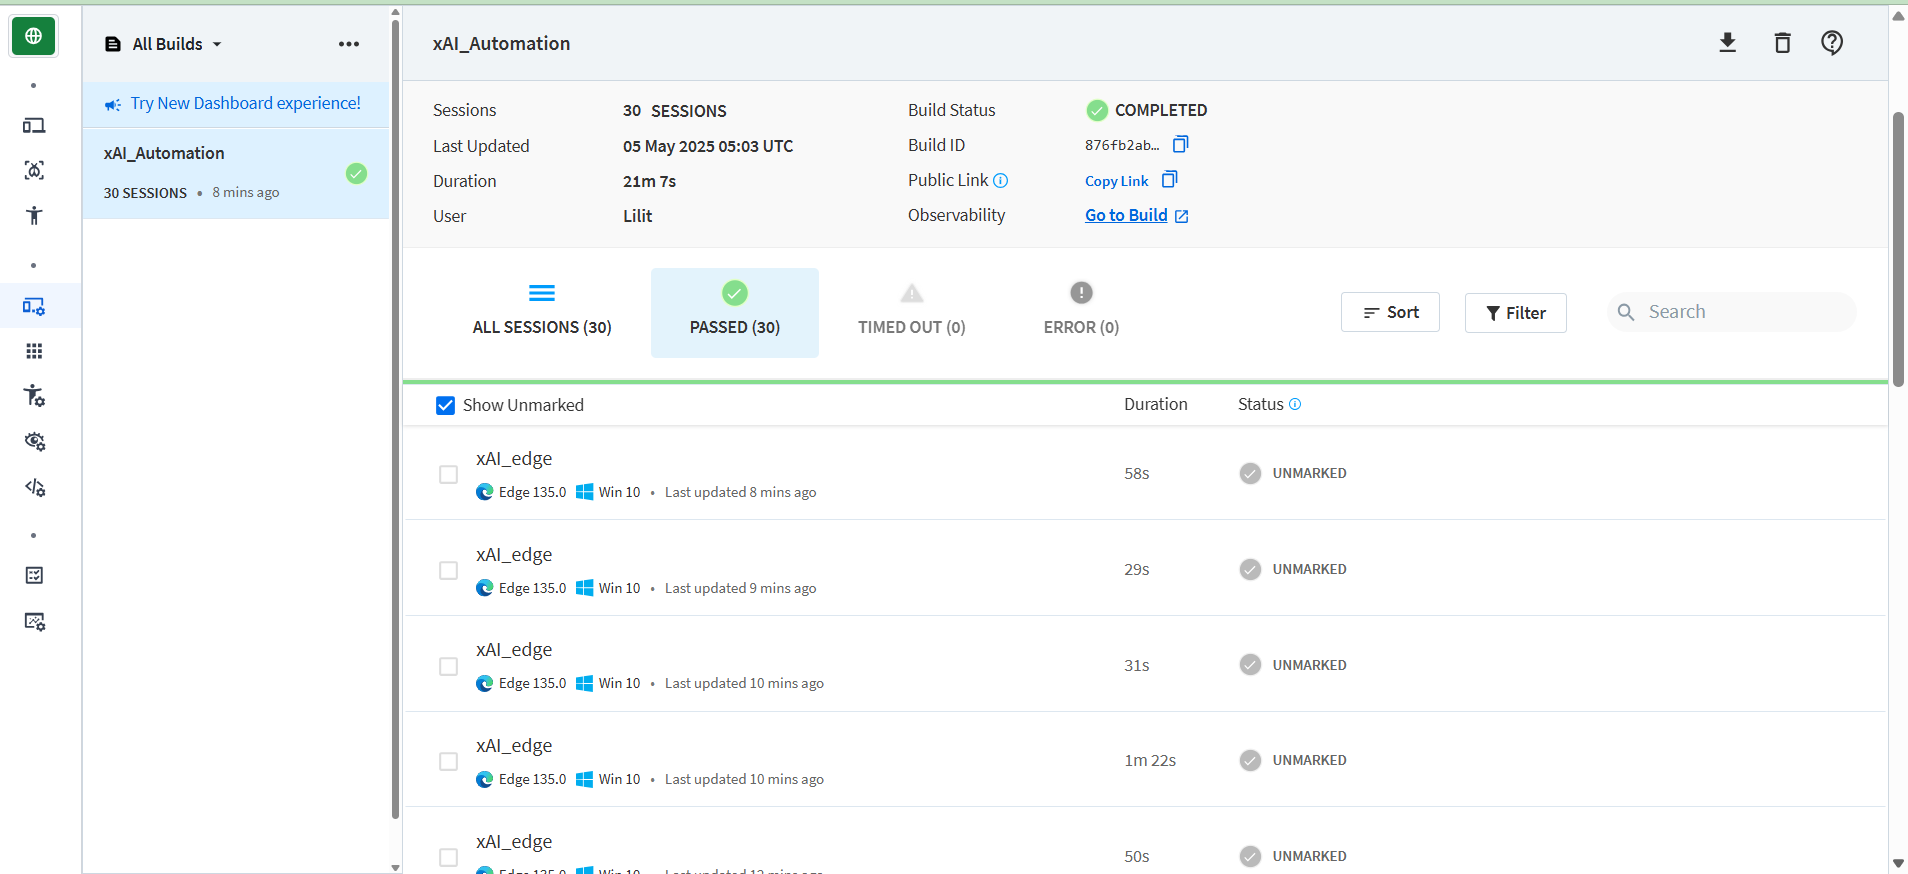 All Builds
Try New Dashboard experience!
xAI_Automation
30 SESSIONS • 8 mins ago
xAI_Automation
Sessions 30 SESSIONS
Last Updated 05 May 2025 05:03 UTC
Duration 21m 7s
User Lilit
Build Status COMPLETED
Build ID 876fb2ab...
Public Link Copy Link
Observability Go to Build
ALL SESSIONS (30)
PASSED (30)
TIMED OUT (0)
ERROR (0)
Sort
Filter
Search
Show Unmarked Duration Status
xAI_edge
Edge 135.0 Win 10 • Last updated 8 mins ago
58s UNMARKED
xAI_edge
Edge 135.0 Win 10 • Last updated 9 mins ago
29s UNMARKED
xAI_edge
Edge 135.0 Win 10 • Last updated 10 mins ago
31s UNMARKED
xAI_edge
Edge 135.0 Win 10 • Last updated 10 mins ago
1m 22s UNMARKED
xAI_edge
50s UNMARKED